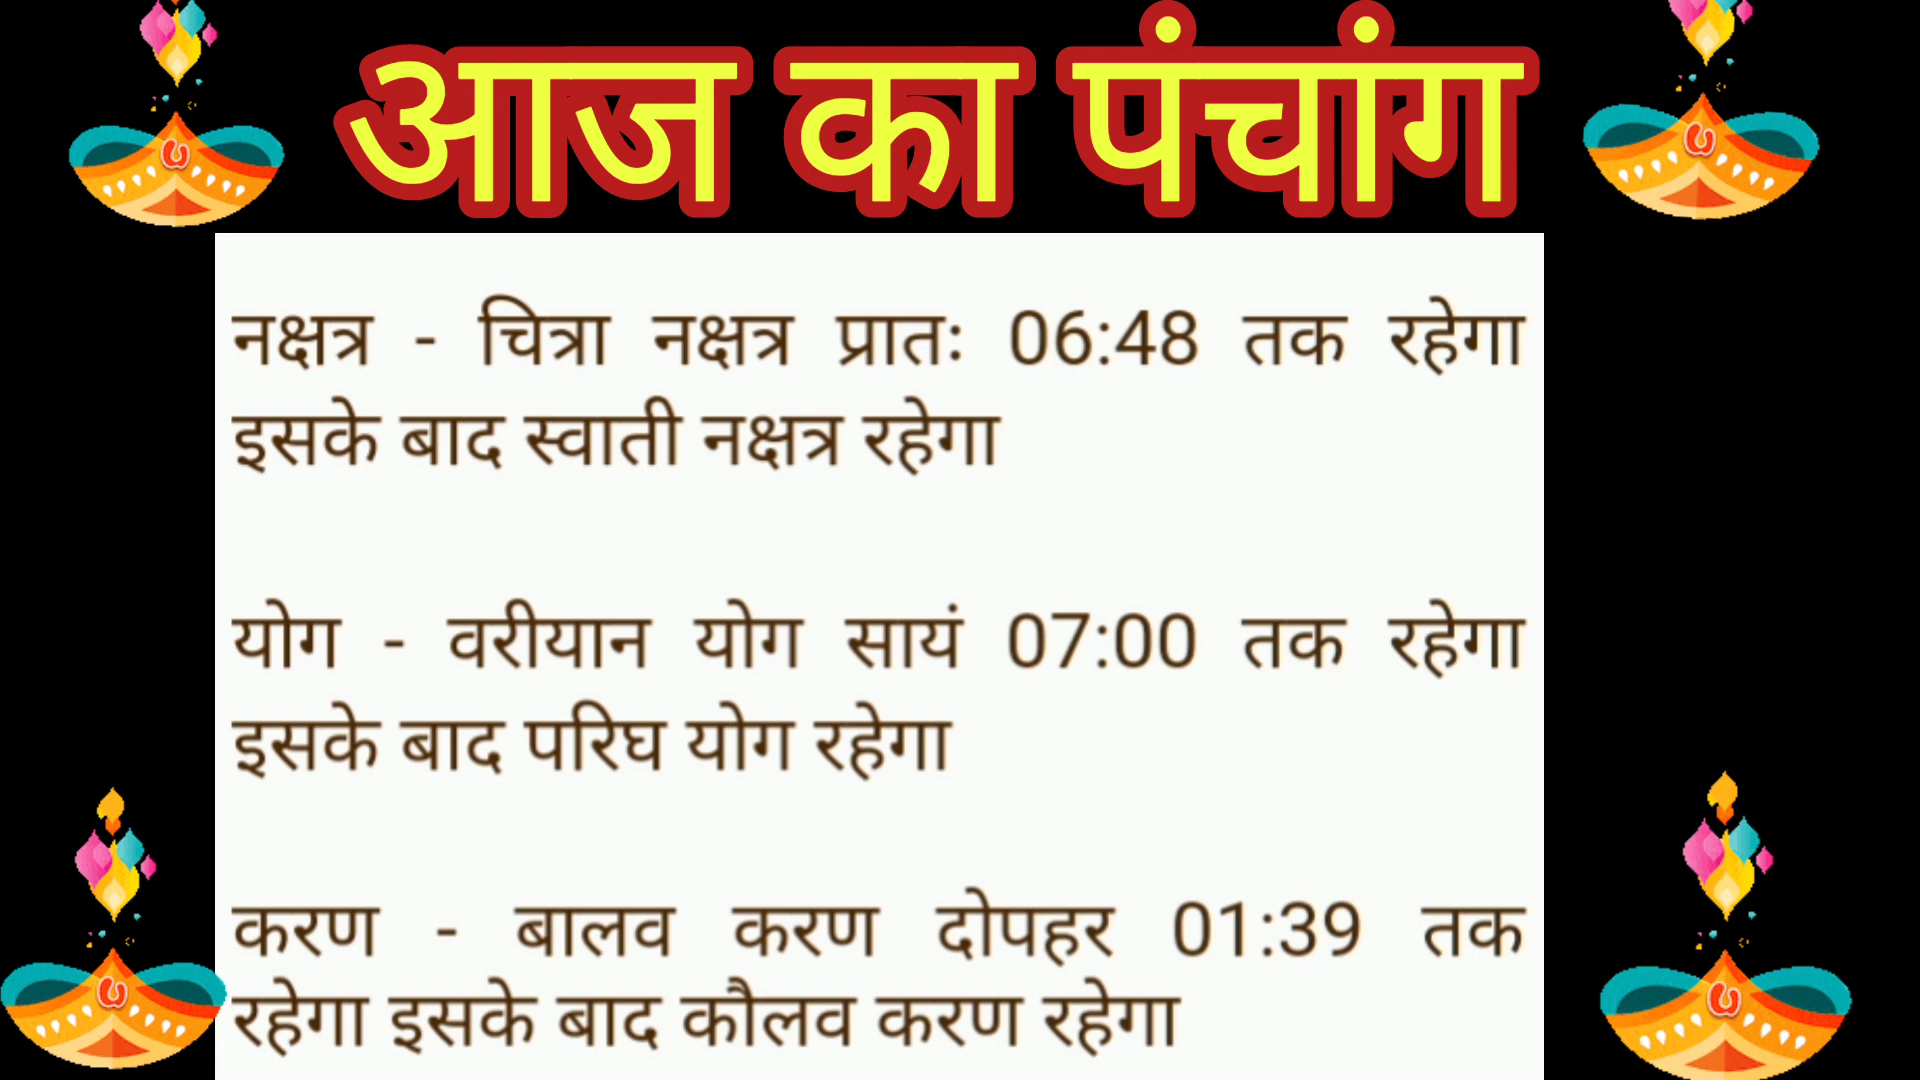 आज का पंचांग
नक्षत्र - चित्रा नक्षत्र प्रातः 06:48 तक रहेगा
इसके बाद स्वाती नक्षत्र रहेगा
योग - वरीयान योग सायं 07:00 तक रहेगा
इसके बाद परिघ योग रहेगा
करण - बालव करण दोपहर 01:39 तक
रहेगा इसके बाद कौलव करण रहेगा